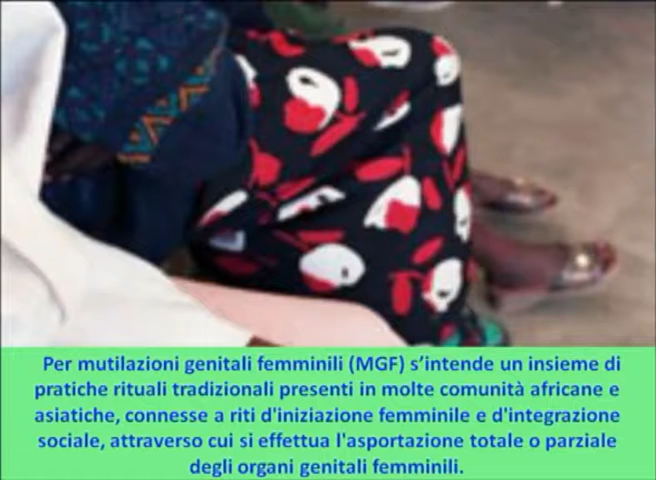 Per mutilazioni genitali femminili (MGF) s’intende un insieme di
pratiche rituali tradizionali presenti in molte comunità africane e
asiatiche, connesse a riti d'iniziazione femminile e d'integrazione
sociale, attraverso cui si effettua l'asportazione totale o parziale
degli organi genitali femminili.